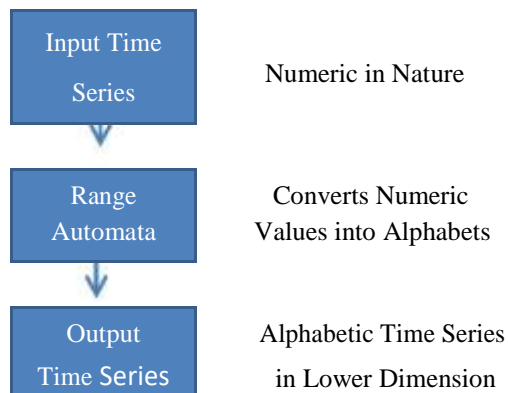 Input Time
Series
Numeric in Nature
Range
Automata
Converts Numeric
Values into Alphabets
Output
Time Series
Alphabetic Time Series
in Lower Dimension